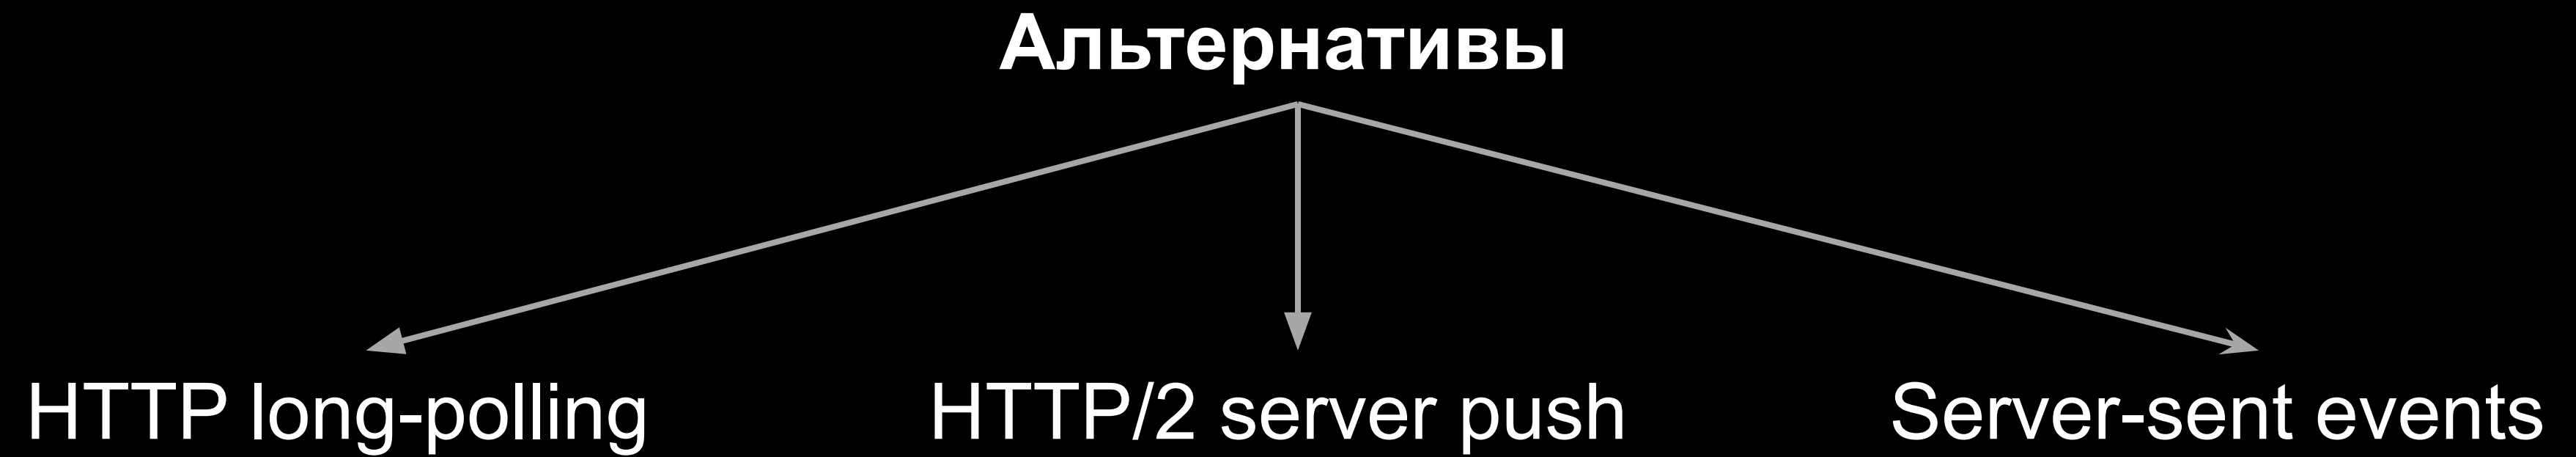 Альтернативы
HTTP long-polling
HTTP/2 server push
Server-sent events